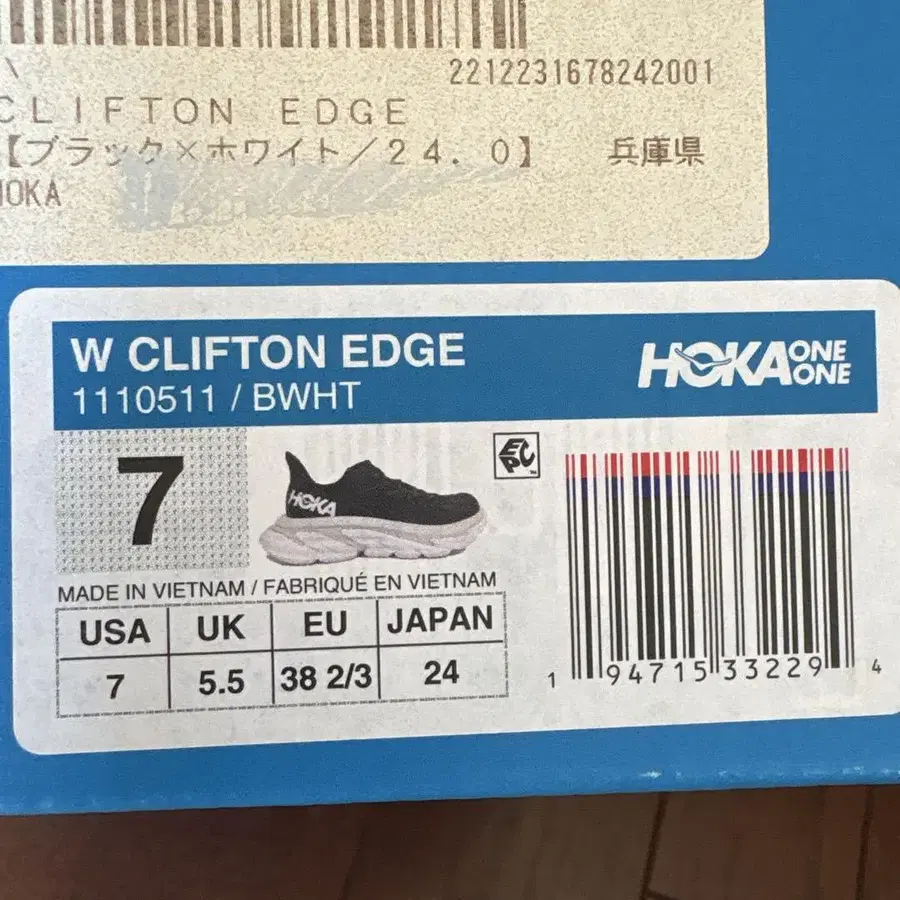 2212231678242001
CLIFTON EDGE
【ブラック×ホワイト／24.0】 兵庫県
HOKA
W CLIFTON EDGE
1110511 / BWHT
HOKA ONE ONE
7
HOKA
EPC
MADE IN VIETNAM / FABRIQUÉ EN VIETNAM
USA UK EU JAPAN
7 5.5 38 2/3 24
1 94715 33229 4